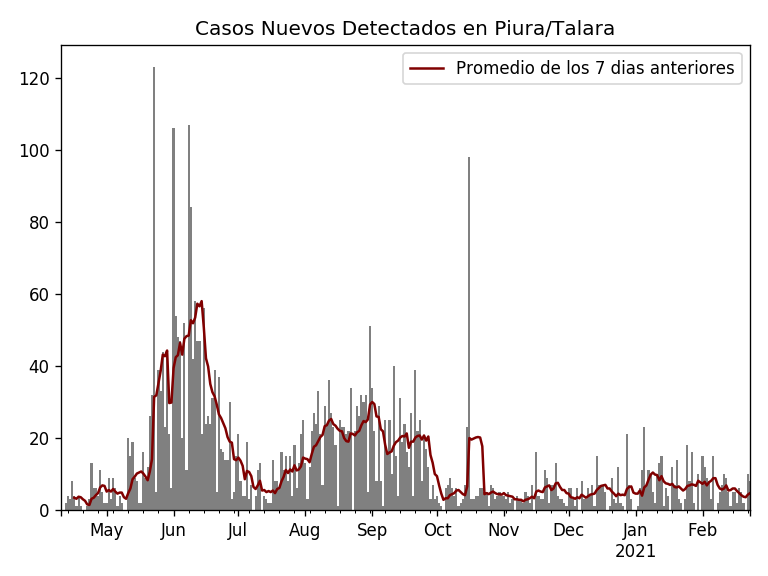 Casos Nuevos Detectados en Piura/Talara
Promedio de los 7 dias anteriores
120
100
80
60
40
20
0
May Jun Jul Aug Sep Oct Nov Dec Jan Feb
2021